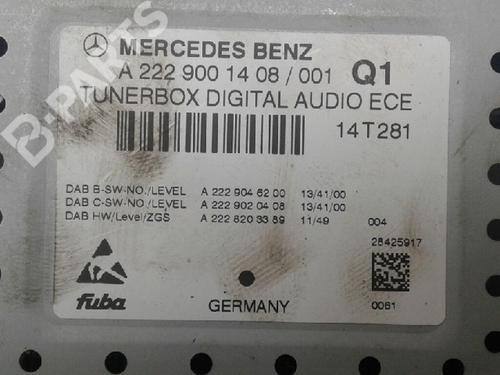 B-PARTS
MERCEDES BENZ
A 222 900 14 08 / 001 Q1
TUNERBOX DIGITAL AUDIO ECE
14T281
DAB B-SW-NO./LEVEL A 222 904 62 00 13/41/00
DAB C-SW-NO./LEVEL A 222 902 04 08 13/41/00
DAB HW/Level/ZGS A 222 820 33 89 11/49 004
28425917
fuba GERMANY 0061